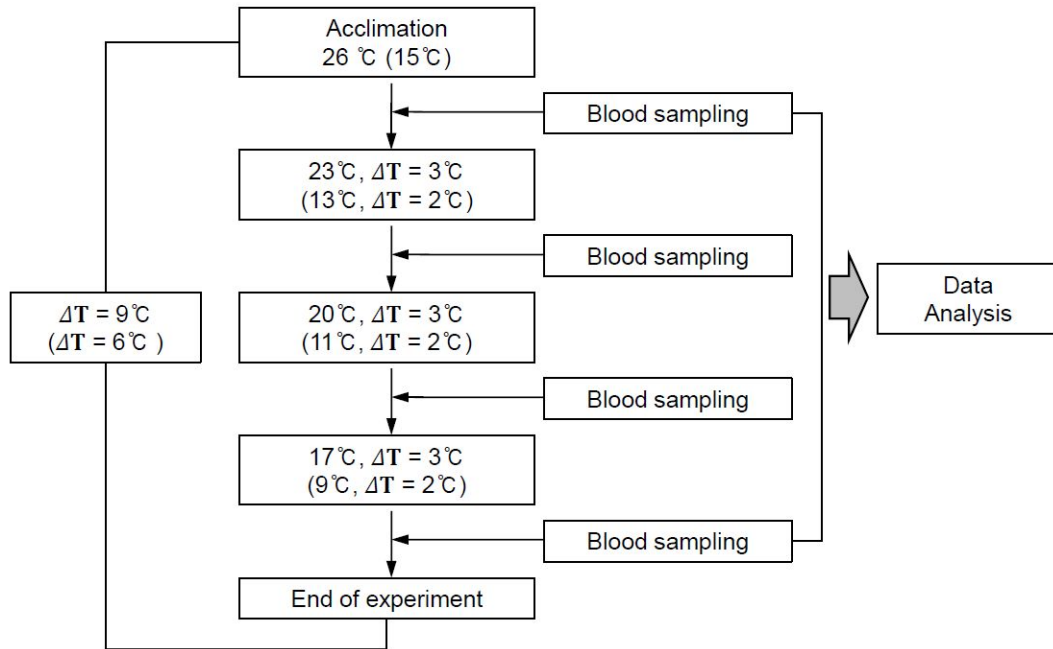 Acclimation
26 ℃ (15℃)
Blood sampling
23℃, ΔT = 3℃
(13℃, ΔT = 2℃)
Blood sampling
20℃, ΔT = 3℃
(11℃, ΔT = 2℃)
ΔT = 9℃
(ΔT = 6℃ )
Data
Analysis
Blood sampling
17℃, ΔT = 3℃
(9℃, ΔT = 2℃)
Blood sampling
End of experiment